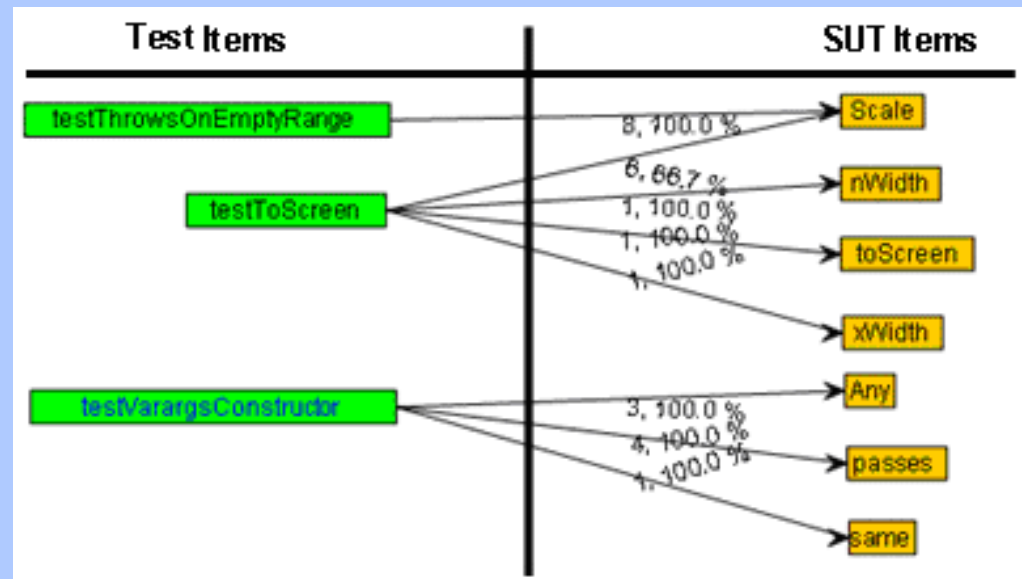 Test Items
SUT Items
testThrowsOnEmptyRange
8, 100.0 %
Scale
testToScreen
6, 66.7 %
nWidth
1, 100.0 %
1, 100.0 %
toScreen
1, 100.0 %
xWidth
testVarargsConstructor
3, 100.0 %
Any
4, 100.0 %
passes
1, 100.0 %
same